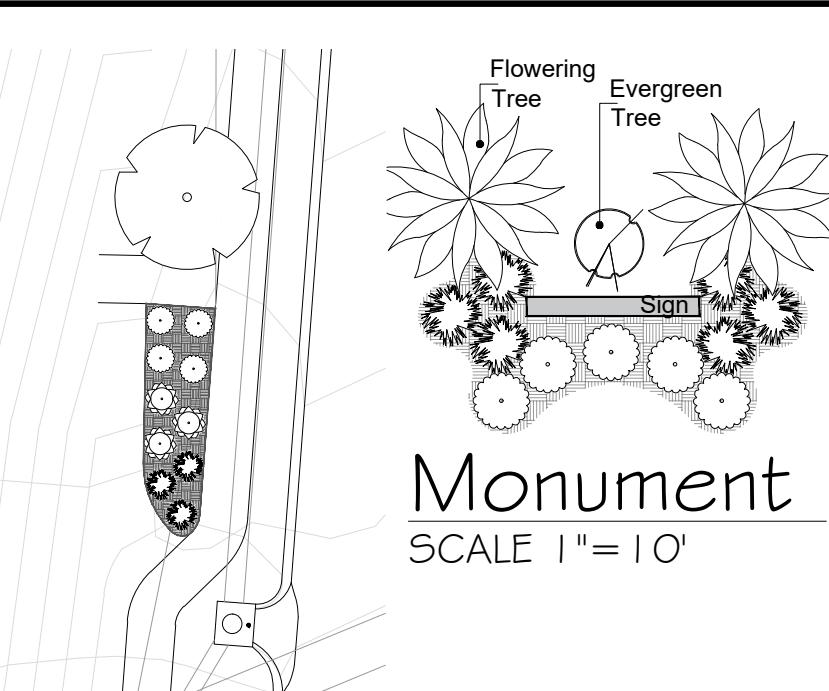 Flowering
Tree
Evergreen
Tree
Sign
Monument
SCALE 1"=10'